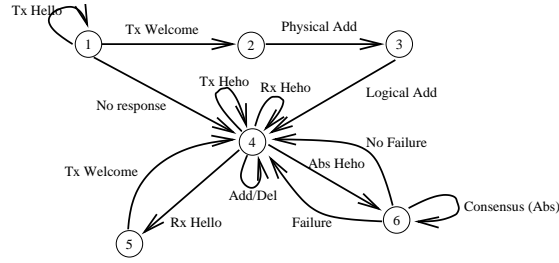 Tx Hello
1
Tx Welcome
2
Physical Add
3
Tx Heho
Rx Heho
Logical Add
No response
4
No Failure
Tx Welcome
Abs Heho
Add/Del
Consensus (Abs)
Rx Hello
Failure
6
5